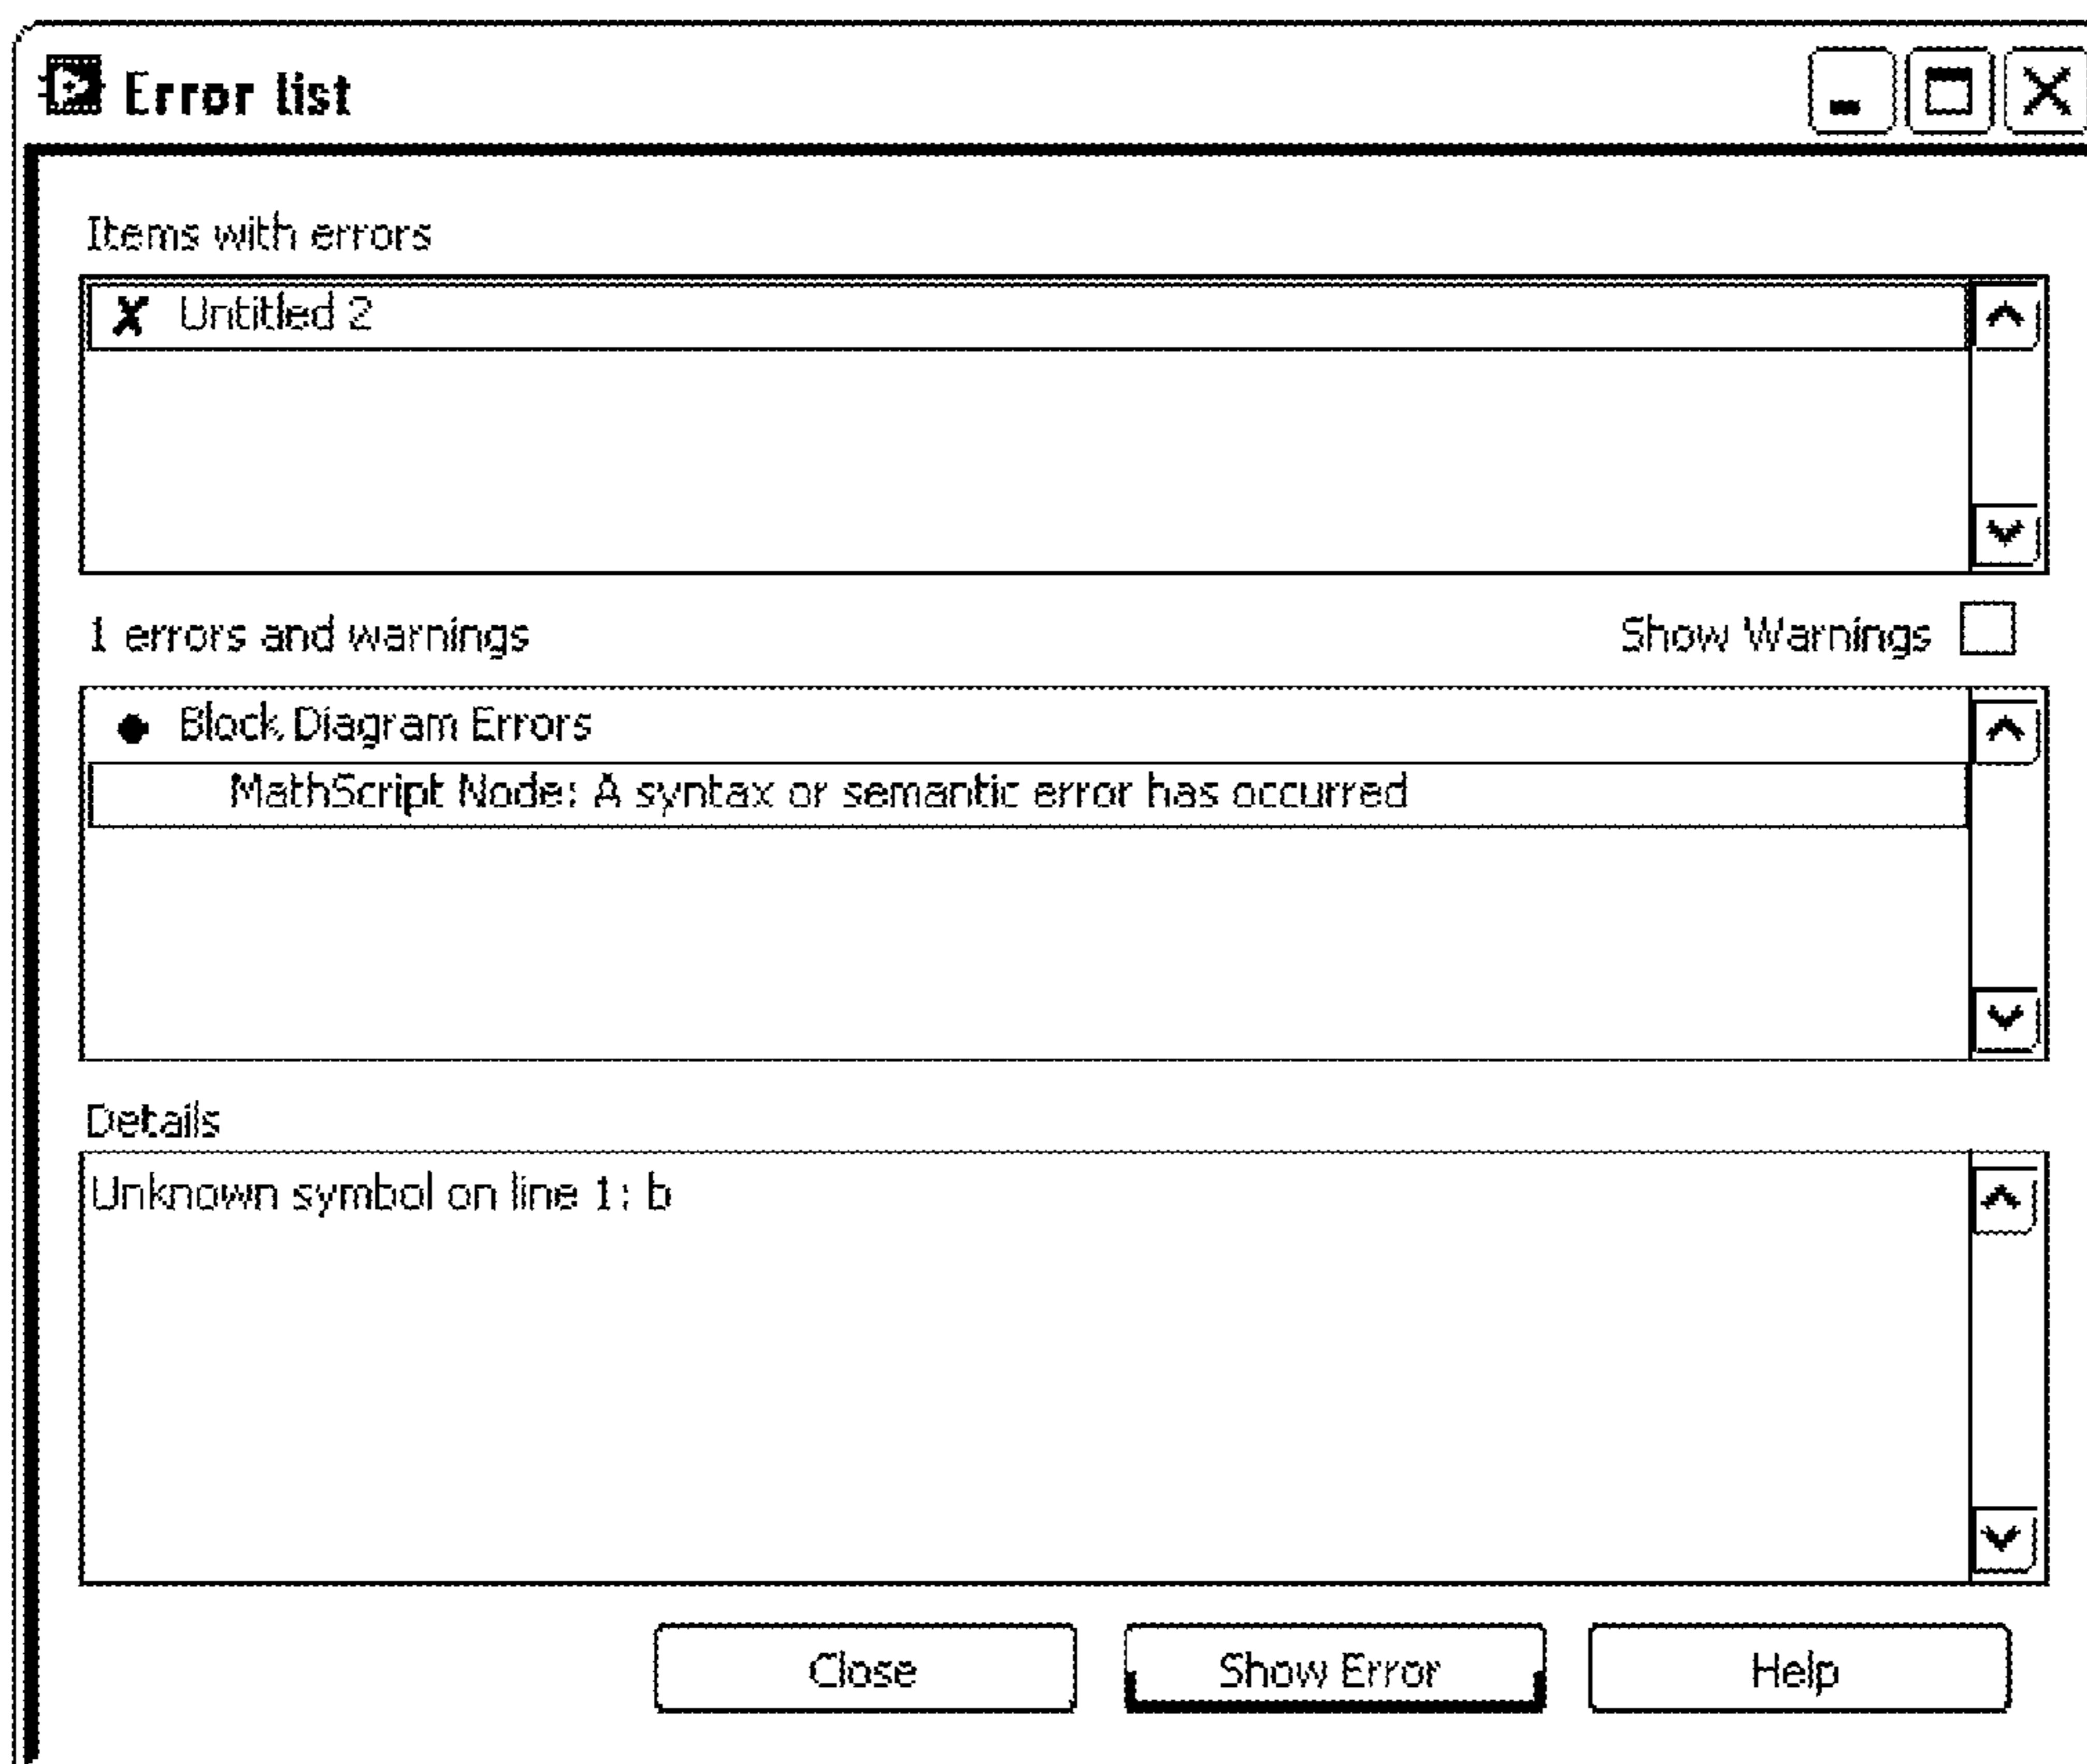 Error list
Items with errors
Untitled 2
1 errors and warnings
Show Warnings
Block Diagram Errors
MathScript Node: A syntax or semantic error has occurred
Details
Unknown symbol on line 1: b
Close
Show Error
Help